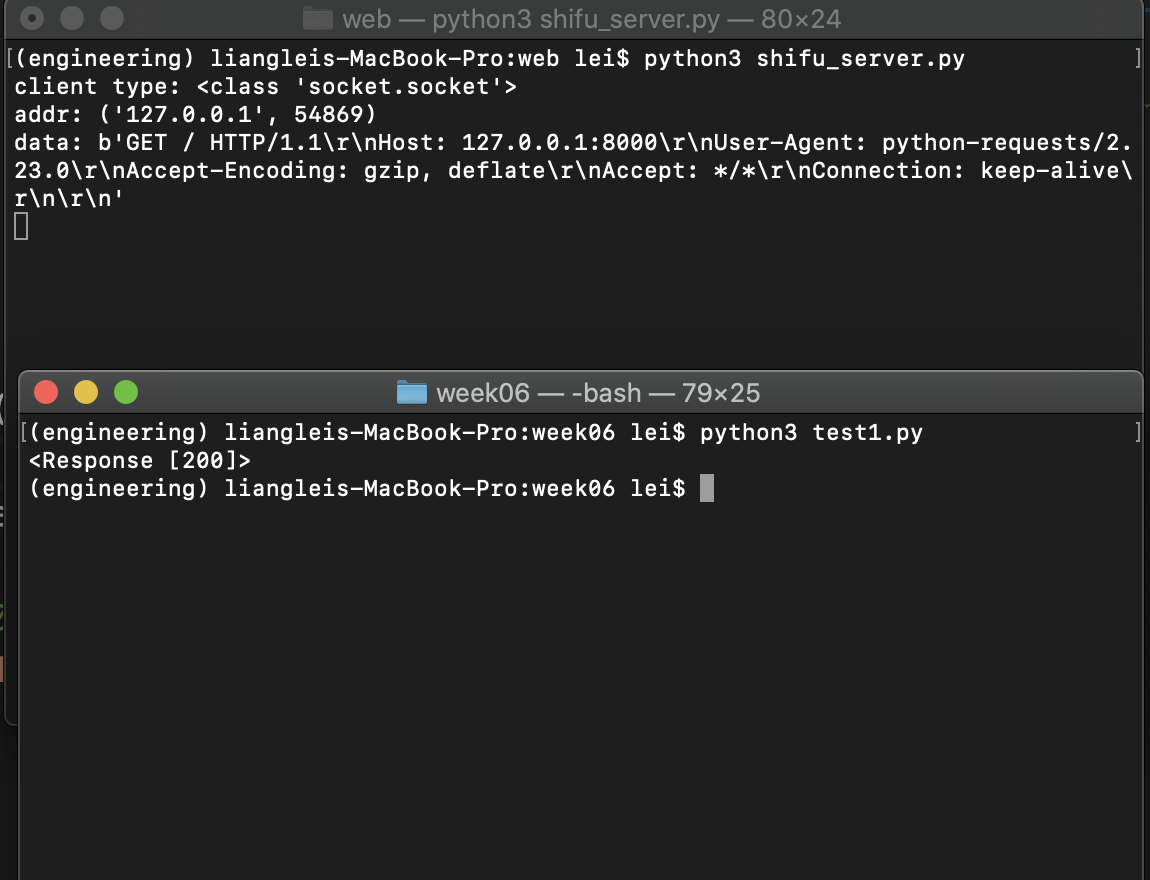 web — python3 shifu_server.py — 80×24
[(engineering) liangleis-MacBook-Pro:web lei$ python3 shifu_server.py ]
client type: <class 'socket.socket'>
addr: ('127.0.0.1', 54869)
data: b'GET / HTTP/1.1\r\nHost: 127.0.0.1:8000\r\nUser-Agent: python-requests/2.
23.0\r\nAccept-Encoding: gzip, deflate\r\nAccept: */*\r\nConnection: keep-alive\
r\n\r\n'
week06 — -bash — 79×25
[(engineering) liangleis-MacBook-Pro:week06 lei$ python3 test1.py ]
<Response [200]>
(engineering) liangleis-MacBook-Pro:week06 lei$